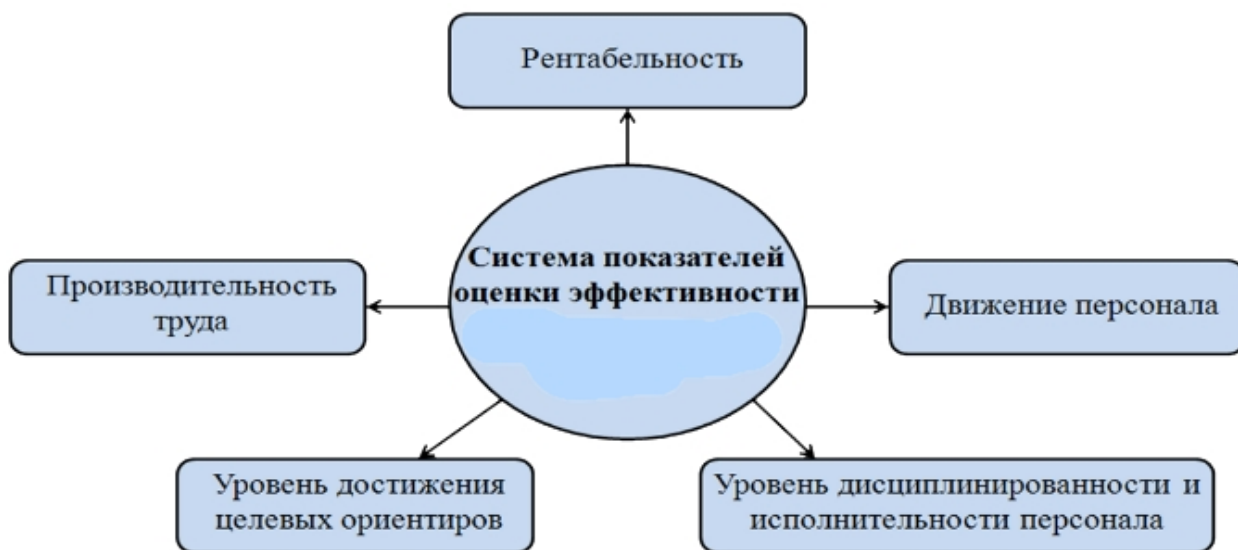 Рентабельность
Система показателей
оценки эффективности
Производительность
труда
Движение персонала
Уровень достижения
целевых ориентиров
Уровень дисциплинированности и
исполнительности персонала